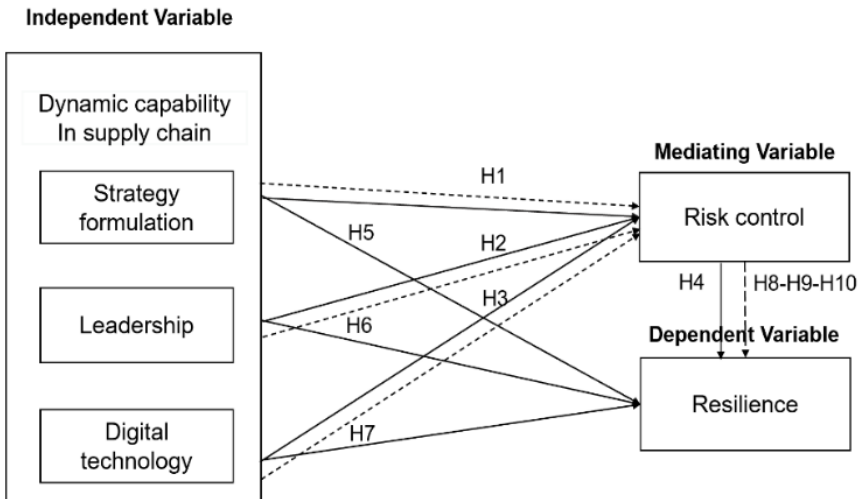 Independent Variable
Dynamic capability
In supply chain
Strategy
formulation
Leadership
Digital
technology
H1
H5
H2
H3
H6
H7
Mediating Variable
Risk control
H4
H8-H9-H10
Dependent Variable
Resilience